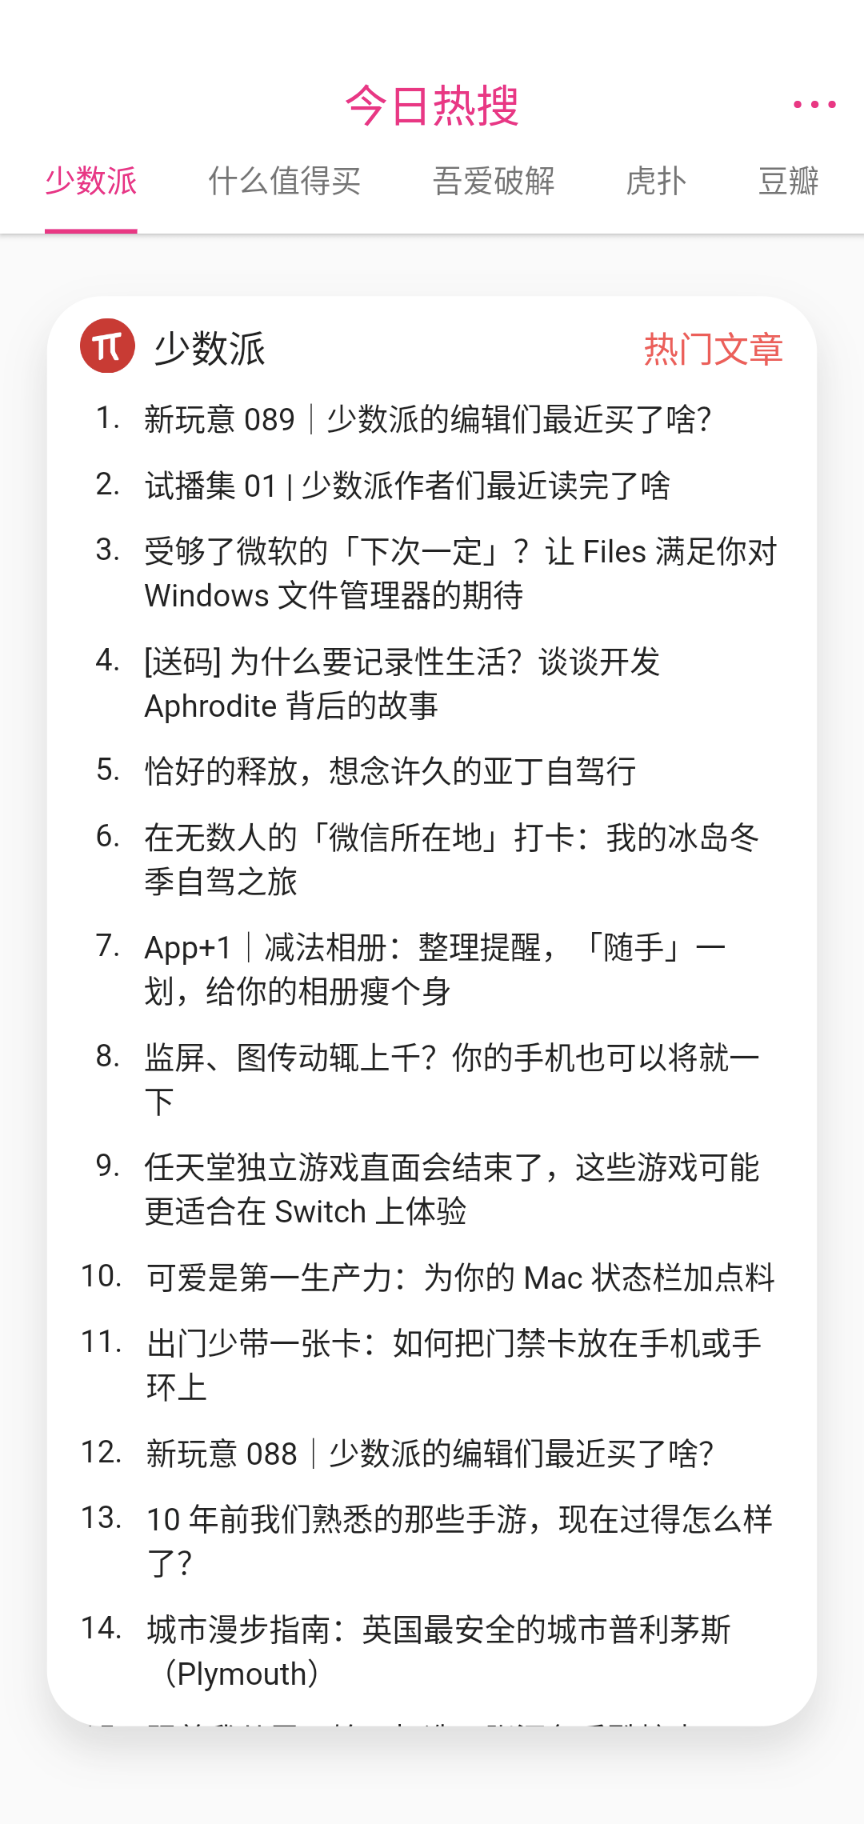 今日热搜
少数派 什么值得买 吾爱破解 虎扑 豆瓣
少数派 热门文章
1. 新玩意 089｜少数派的编辑们最近买了啥？
2. 试播集 01 | 少数派作者们最近读完了啥
3. 受够了微软的「下次一定」？让 Files 满足你对
Windows 文件管理器的期待
4. [送码] 为什么要记录性生活？谈谈开发
Aphrodite 背后的故事
5. 恰好的释放，想念许久的亚丁自驾行
6. 在无数人的「微信所在地」打卡：我的冰岛冬
季自驾之旅
7. App+1｜减法相册：整理提醒，「随手」一
划，给你的相册瘦个身
8. 监屏、图传动辄上千？你的手机也可以将就一
下
9. 任天堂独立游戏直面会结束了，这些游戏可能
更适合在 Switch 上体验
10. 可爱是第一生产力：为你的 Mac 状态栏加点料
11. 出门少带一张卡：如何把门禁卡放在手机或手
环上
12. 新玩意 088｜少数派的编辑们最近买了啥？
13. 10 年前我们熟悉的那些手游，现在过得怎么样
了？
14. 城市漫步指南：英国最安全的城市普利茅斯
（Plymouth）